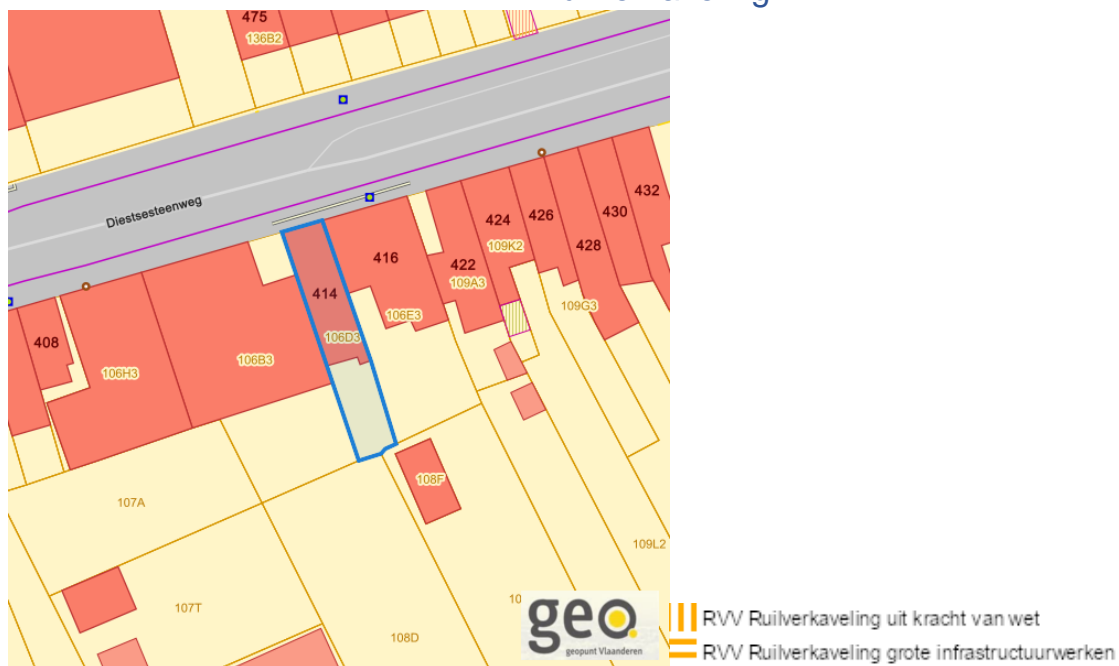 475
136B2
Diestsesteenweg
432
430
426
424
109K2
428
416
422
109A3
109G3
414
106E3
106D3
408
106B3
106H3
108F
107A
109L2
10
107T
108D
geo
geopunt Vlaanderen
RVV Ruilverkaveling uit kracht van wet
RVV Ruilverkaveling grote infrastructuurwerken